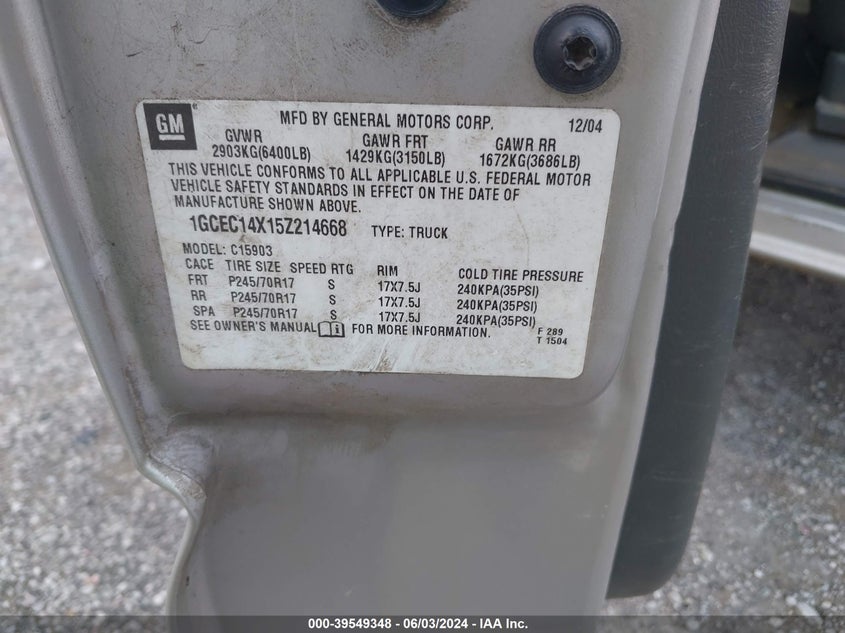 GM
MFD BY GENERAL MOTORS CORP. 12/04
GVWR GAWR FRT GAWR RR
2903KG(6400LB) 1429KG(3150LB) 1672KG(3686LB)
THIS VEHICLE CONFORMS TO ALL APPLICABLE U.S. FEDERAL MOTOR
VEHICLE SAFETY STANDARDS IN EFFECT ON THE DATE OF
MANUFACTURE SHOWN ABOVE.
1GCEC14X15Z214668 TYPE: TRUCK
MODEL: C15903
CACE TIRE SIZE SPEED RTG RIM COLD TIRE PRESSURE
FRT P245/70R17 S 17X7.5J 240KPA(35PSI)
RR P245/70R17 S 17X7.5J 240KPA(35PSI)
SPA P245/70R17 S 17X7.5J 240KPA(35PSI)
SEE OWNER'S MANUAL FOR MORE INFORMATION.
F 289
T 1504
000-39549348 - 06/03/2024 - IAA Inc.